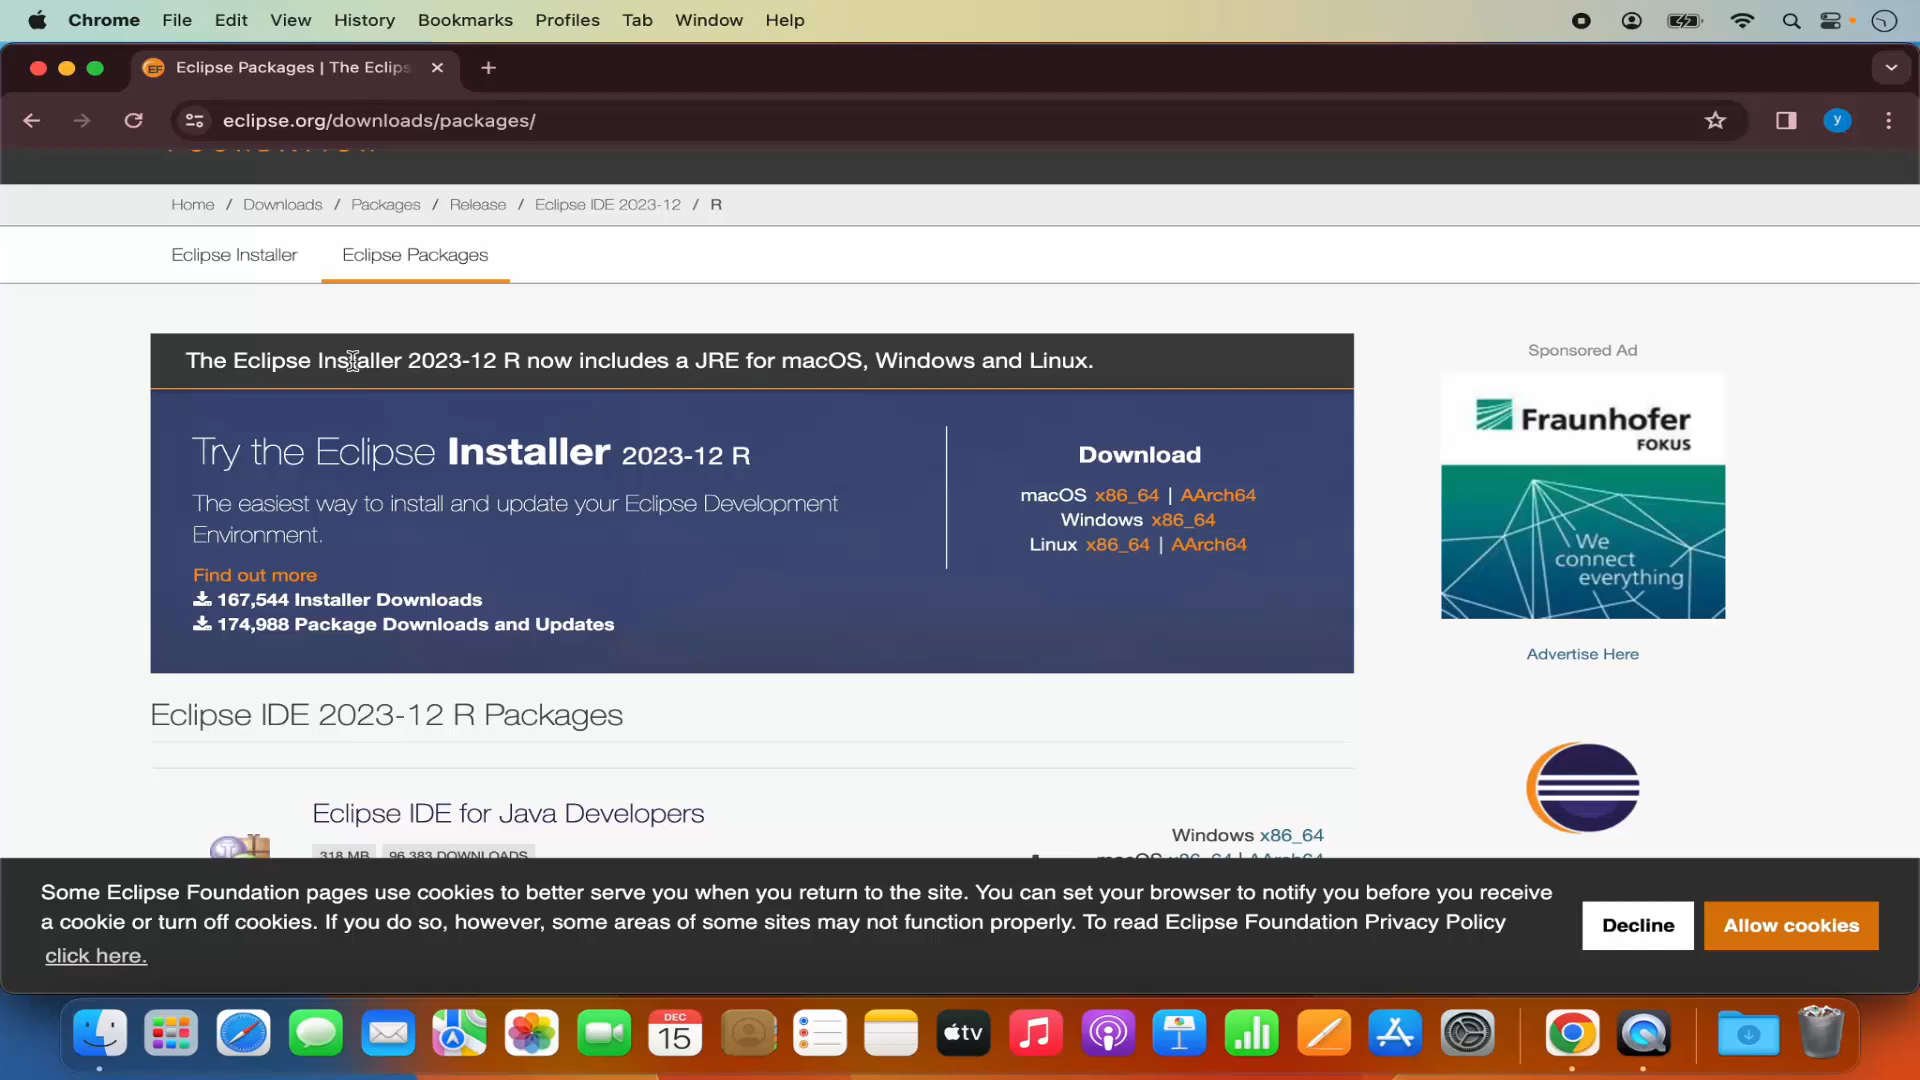 Chrome File Edit View History Bookmarks Profiles Tab Window Help
Eclipse Packages | The Eclips
eclipse.org/downloads/packages/
y
Home / Downloads / Packages / Release / Eclipse IDE 2023-12 / R
Eclipse Installer Eclipse Packages
The Eclipse Installer 2023-12 R now includes a JRE for macOS, Windows and Linux.
Try the Eclipse Installer 2023-12 R
The easiest way to install and update your Eclipse Development
Environment.
Find out more
167,544 Installer Downloads
174,988 Package Downloads and Updates
Download
macOS x86_64 | AArch64
Windows x86_64
Linux x86_64 | AArch64
Sponsored Ad
Fraunhofer
FOKUS
We
connect
everything
Advertise Here
Eclipse IDE 2023-12 R Packages
Eclipse IDE for Java Developers
318 MB 96,383 DOWNLOADS
Windows x86_64
macOS x86_64 | AArch64
Some Eclipse Foundation pages use cookies to better serve you when you return to the site. You can set your browser to notify you before you receive
a cookie or turn off cookies. If you do so, however, some areas of some sites may not function properly. To read Eclipse Foundation Privacy Policy
click here.
Decline
Allow cookies
DEC
15
tv